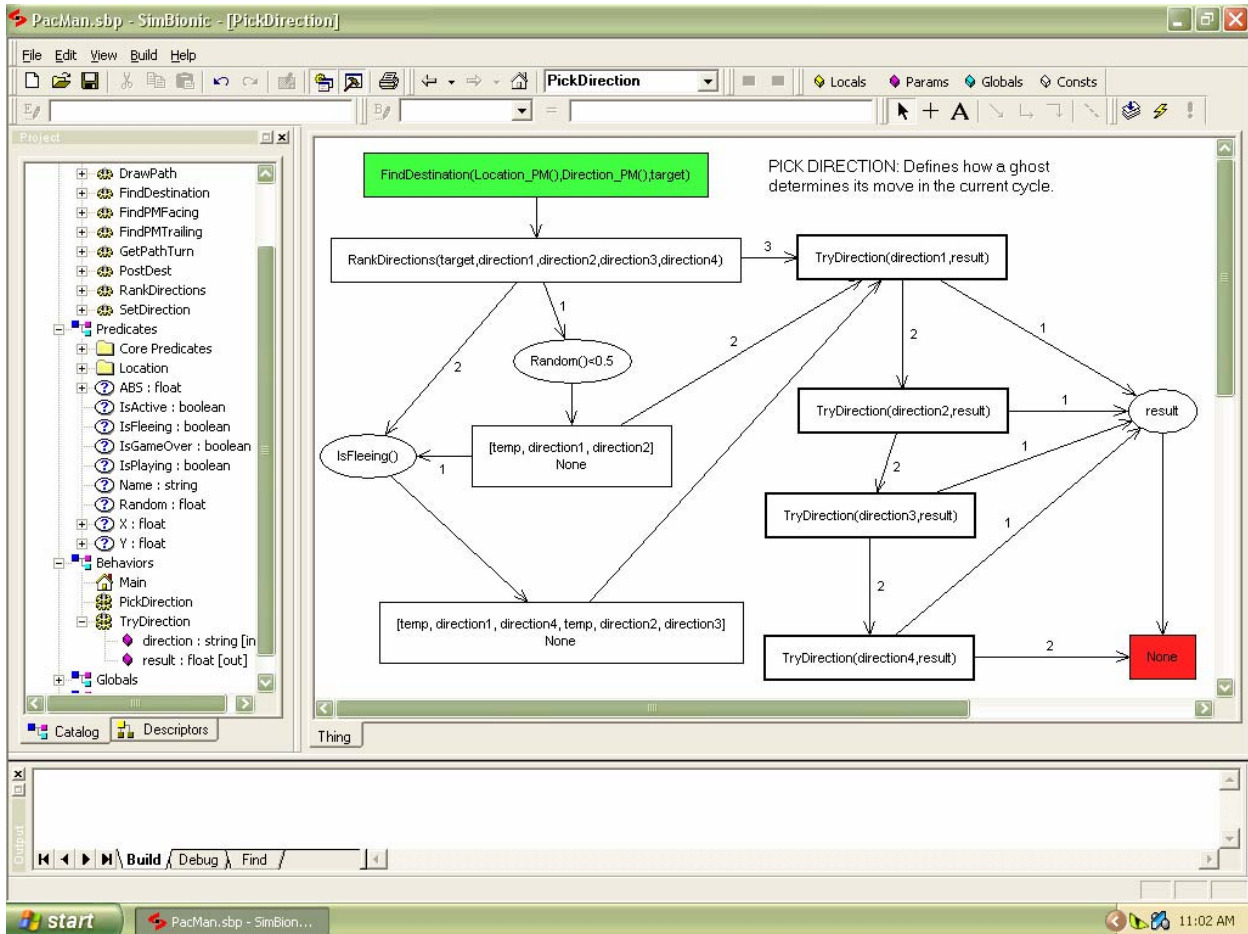 PacMan.sbp - SimBionic - [PickDirection]
File Edit View Build Help
PickDirection
Locals Params Globals Consts
E
B
=
A
Project
DrawPath
FindDestination
FindPMFacing
FindPMTrailing
GetPathTurn
PostDest
RankDirections
SetDirection
Predicates
Core Predicates
Location
ABS : float
IsActive : boolean
IsFleeing : boolean
IsGameOver : boolean
IsPlaying : boolean
Name : string
Random : float
X : float
Y : float
Behaviors
Main
PickDirection
TryDirection
direction : string [in
result : float [out]
Globals
Catalog Descriptors
FindDestination(Location_PM(),Direction_PM(),target)
PICK DIRECTION: Defines how a ghost
determines its move in the current cycle.
RankDirections(target,direction1,direction2,direction3,direction4)
3
TryDirection(direction1,result)
1
2
Random()<0.5
2
2
1
TryDirection(direction2,result)
1
result
[temp, direction1 , direction2]
None
1
IsFleeing()
2
1
TryDirection(direction3,result)
1
2
[temp, direction1, direction4, temp, direction2, direction3]
None
TryDirection(direction4,result)
2
None
Thing
Output
Build Debug Find
start
PacMan.sbp - SimBion...
11:02 AM